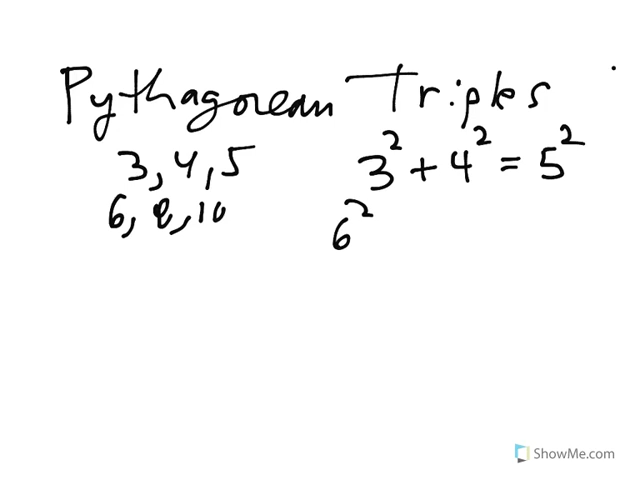 Pythagorean Triples
3, 4, 5 3² + 4² = 5²
6, 8, 10 6²
ShowMe.com